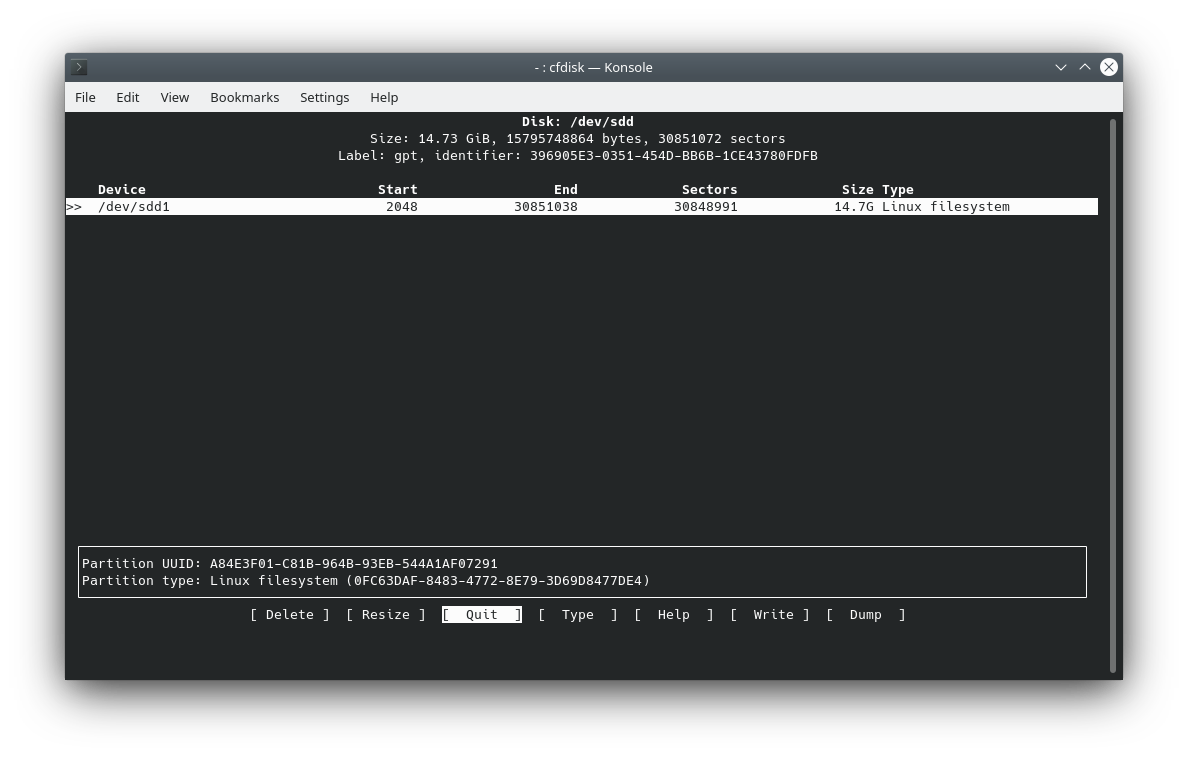 - : cfdisk — Konsole
File Edit View Bookmarks Settings Help
Disk: /dev/sdd
Size: 14.73 GiB, 15795748864 bytes, 30851072 sectors
Label: gpt, identifier: 396905E3-0351-454D-BB6B-1CE43780FDFB
Device Start End Sectors Size Type
>> /dev/sdd1 2048 30851038 30848991 14.7G Linux filesystem
Partition UUID: A84E3F01-C81B-964B-93EB-544A1AF07291
Partition type: Linux filesystem (0FC63DAF-8483-4772-8E79-3D69D8477DE4)
[ Delete ] [ Resize ] [ Quit ] [ Type ] [ Help ] [ Write ] [ Dump ]